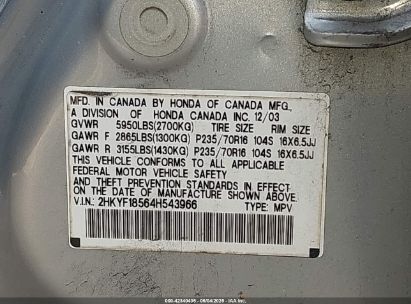 MFD. IN CANADA BY HONDA OF CANADA MFG.,
A DIVISION OF HONDA CANADA INC. 12/03
GVWR 5950LBS(2700KG) TIRE SIZE RIM SIZE
GAWR F 2865LBS(1300KG) P235/70R16 104S 16X6.5JJ
GAWR R 3155LBS(1430KG) P235/70R16 104S 16X6.5JJ
THIS VEHICLE CONFORMS TO ALL APPLICABLE
FEDERAL MOTOR VEHICLE SAFETY STANDARDS IN EFFECT
ON THE DATE OF MANUFACTURE SHOWN ABOVE.
V.I.N.: 2HKYF18564H543966 TYPE: MPV